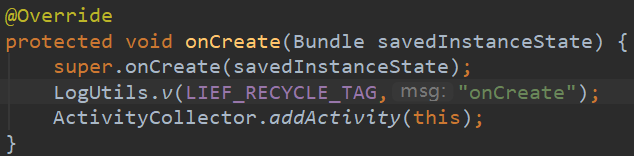 @Override
protected void onCreate(Bundle savedInstanceState) {
    super.onCreate(savedInstanceState);
    LogUtils.v(LIEF_RECYCLE_TAG, msg: "onCreate");
    ActivityCollector.addActivity(this);
}